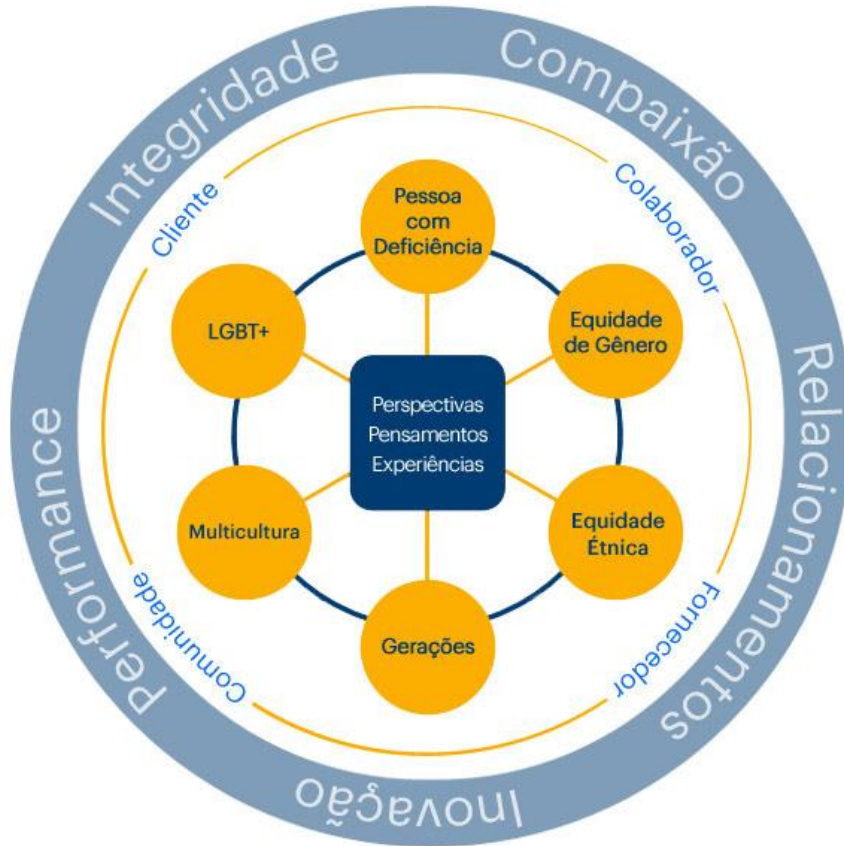 Integridade
Compaixão
Relacionamentos
Inovação
Performance
Cliente
Colaborador
Fornecedor
Comunidade
Pessoa
com
Deficiência
Equidade
de Gênero
Equidade
Étnica
Gerações
Multicultura
LGBT+
Perspectivas
Pensamentos
Experiências